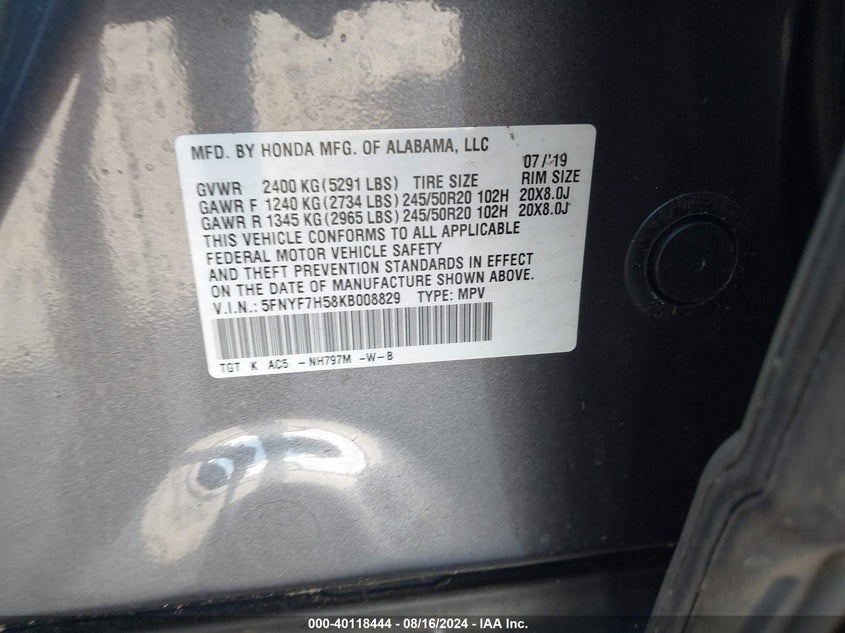 MFD. BY HONDA MFG. OF ALABAMA, LLC 07/19
GVWR 2400 KG(5291 LBS) TIRE SIZE RIM SIZE
GAWR F 1240 KG(2734 LBS)245/50R20 102H 20X8.0J
GAWR R 1345 KG(2965 LBS)245/50R20 102H 20X8.0J
THIS VEHICLE CONFORMS TO ALL APPLICABLE
FEDERAL MOTOR VEHICLE SAFETY
AND THEFT PREVENTION STANDARDS IN EFFECT
ON THE DATE OF MANUFACTURE SHOWN ABOVE.
V.I.N.: 5FNYF7H58KB008829 TYPE: MPV
TGT K AC5 -NH797M -W-B
000-40118444 - 08/16/2024 - IAA Inc.